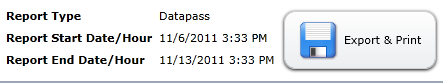 Report Type Datapass
Report Start Date/Hour 11/6/2011 3:33 PM
Report End Date/Hour 11/13/2011 3:33 PM
Export & Print